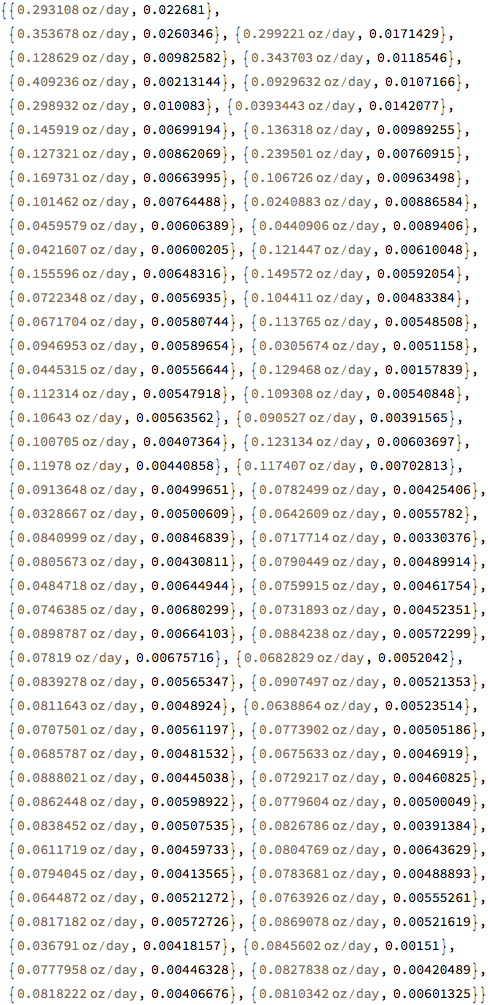 {{0.293108 oz/day, 0.022681},
{0.353678 oz/day, 0.0260346}, {0.299221 oz/day, 0.0171429},
{0.128629 oz/day, 0.00982582}, {0.343703 oz/day, 0.0118546},
{0.409236 oz/day, 0.00213144}, {0.0929632 oz/day, 0.0107166},
{0.298932 oz/day, 0.010083}, {0.0393443 oz/day, 0.0142077},
{0.145919 oz/day, 0.00699194}, {0.136318 oz/day, 0.00989255},
{0.127321 oz/day, 0.00862069}, {0.239501 oz/day, 0.00760915},
{0.169731 oz/day, 0.00663995}, {0.106726 oz/day, 0.00963498},
{0.101462 oz/day, 0.00764488}, {0.0240883 oz/day, 0.00886584},
{0.0459579 oz/day, 0.00606389}, {0.0440906 oz/day, 0.0089406},
{0.0421607 oz/day, 0.00600205}, {0.121447 oz/day, 0.00610048},
{0.155596 oz/day, 0.00648316}, {0.149572 oz/day, 0.00592054},
{0.0722348 oz/day, 0.0056935}, {0.104411 oz/day, 0.00483384},
{0.0671704 oz/day, 0.00580744}, {0.113765 oz/day, 0.00548508},
{0.0946953 oz/day, 0.00589654}, {0.0305674 oz/day, 0.0051158},
{0.0445315 oz/day, 0.00556644}, {0.129468 oz/day, 0.00157839},
{0.112314 oz/day, 0.00547918}, {0.109308 oz/day, 0.00540848},
{0.10643 oz/day, 0.00563562}, {0.090527 oz/day, 0.00391565},
{0.100705 oz/day, 0.00407364}, {0.123134 oz/day, 0.00603697},
{0.11978 oz/day, 0.00440858}, {0.117407 oz/day, 0.00702813},
{0.0913648 oz/day, 0.00499651}, {0.0782499 oz/day, 0.00425406},
{0.0328667 oz/day, 0.00500609}, {0.0642609 oz/day, 0.0055782},
{0.0840999 oz/day, 0.00846839}, {0.0717714 oz/day, 0.00330376},
{0.0805673 oz/day, 0.00430811}, {0.0790449 oz/day, 0.00489914},
{0.0484718 oz/day, 0.00644944}, {0.0759915 oz/day, 0.00461754},
{0.0746385 oz/day, 0.00680299}, {0.0731893 oz/day, 0.00452351},
{0.0898787 oz/day, 0.00664103}, {0.0884238 oz/day, 0.00572299},
{0.07819 oz/day, 0.00675716}, {0.0682829 oz/day, 0.0052042},
{0.0839278 oz/day, 0.00565347}, {0.0907497 oz/day, 0.00521353},
{0.0811643 oz/day, 0.0048924}, {0.0638864 oz/day, 0.00523514},
{0.0707501 oz/day, 0.00561197}, {0.0773902 oz/day, 0.00505186},
{0.0685787 oz/day, 0.00481532}, {0.0675633 oz/day, 0.0046919},
{0.0888021 oz/day, 0.00445038}, {0.0729217 oz/day, 0.00460825},
{0.0862448 oz/day, 0.00598922}, {0.0779604 oz/day, 0.00500049},
{0.0838452 oz/day, 0.00507535}, {0.0826786 oz/day, 0.00391384},
{0.0611719 oz/day, 0.00459733}, {0.0804769 oz/day, 0.00643629},
{0.0794045 oz/day, 0.00413565}, {0.0783681 oz/day, 0.00488893},
{0.0644872 oz/day, 0.00521272}, {0.0763926 oz/day, 0.00555261},
{0.0817182 oz/day, 0.00572726}, {0.0869078 oz/day, 0.00521619},
{0.036791 oz/day, 0.00418157}, {0.0845602 oz/day, 0.00151},
{0.0777958 oz/day, 0.00446328}, {0.0827838 oz/day, 0.00420489},
{0.0818222 oz/day, 0.00406676}, {0.0810342 oz/day, 0.00601325}}